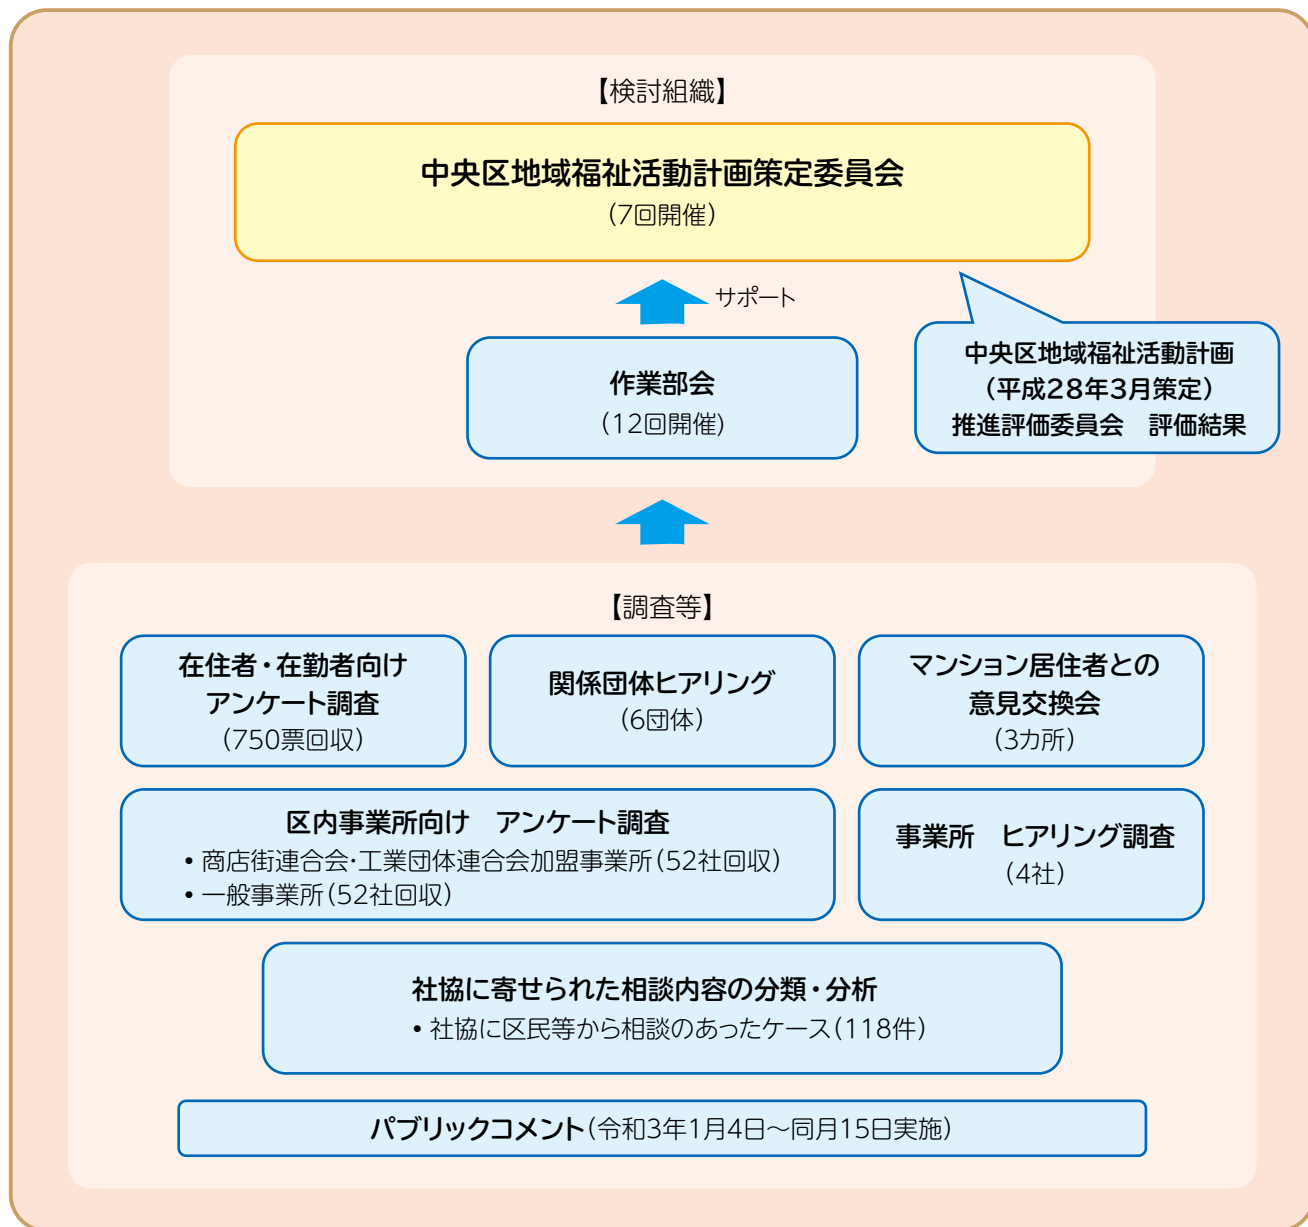 【検討組織】
中央区地域福祉活動計画策定委員会
(7回開催)
サポート
作業部会
(12回開催)
中央区地域福祉活動計画
(平成28年3月策定)
推進評価委員会　評価結果
【調査等】
在住者・在勤者向け
アンケート調査
(750票回収)
関係団体ヒアリング
(6団体)
マンション居住者との
意見交換会
(3カ所)
区内事業所向け　アンケート調査
• 商店街連合会・工業団体連合会加盟事業所(52社回収)
• 一般事業所(52社回収)
事業所　ヒアリング調査
(4社)
社協に寄せられた相談内容の分類・分析
• 社協に区民等から相談のあったケース(118件)
パブリックコメント(令和3年1月4日～同月15日実施)